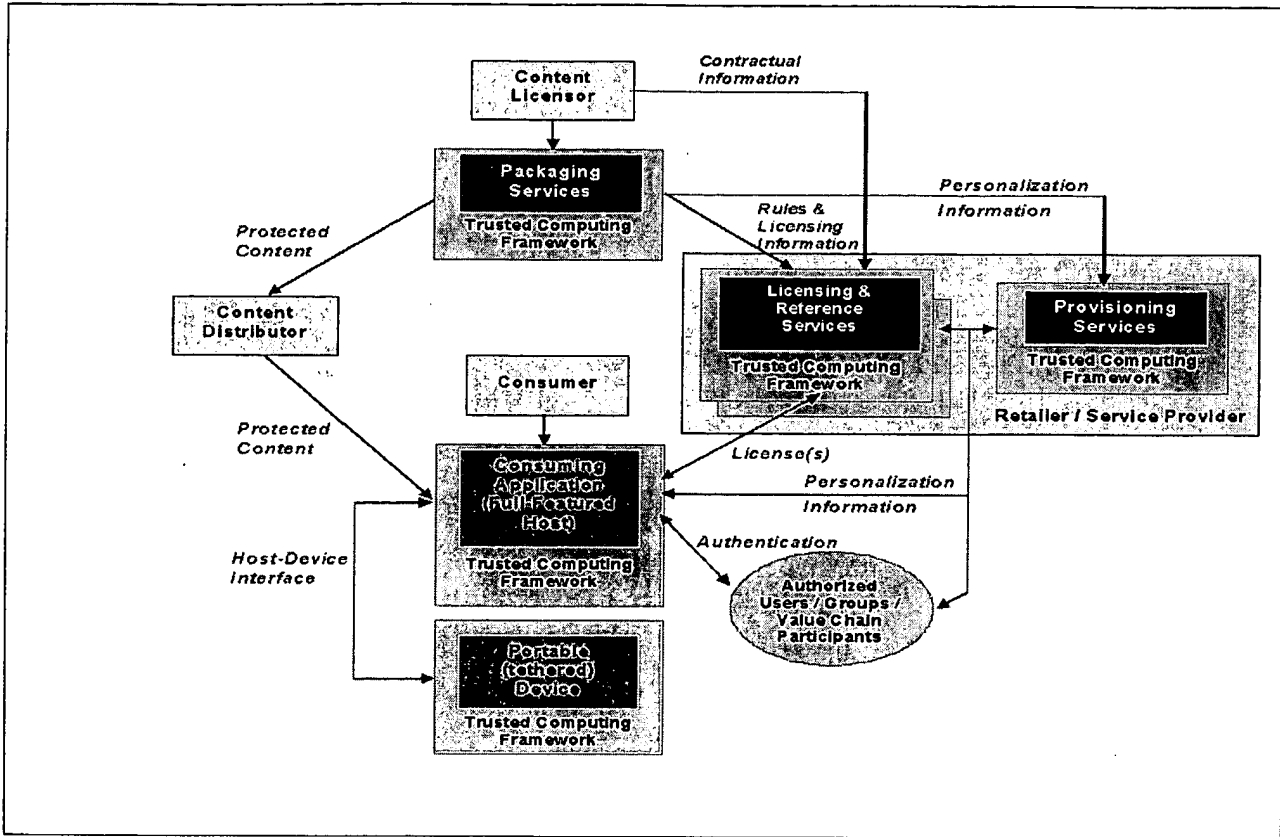 Contractual
Information
Content
Licensor
Packaging
Services
Trusted Computing
Framework
Personalization
Information
Rules &
Licensing
Information
Protected
Content
Licensing &
Reference
Services
Trusted Computing
Framework
Provisioning
Services
Trusted Computing
Framework
Retailer / Service Provider
Content
Distributor
Consumer
Protected
Content
License(s)
Consuming
Application
(Full-Featured
Host)
Trusted Computing
Framework
Personalization
Information
Authentication
Host-Device
Interface
Authorized
Users / Groups /
Value Chain
Participants
Portable
(tethered)
Device
Trusted Computing
Framework